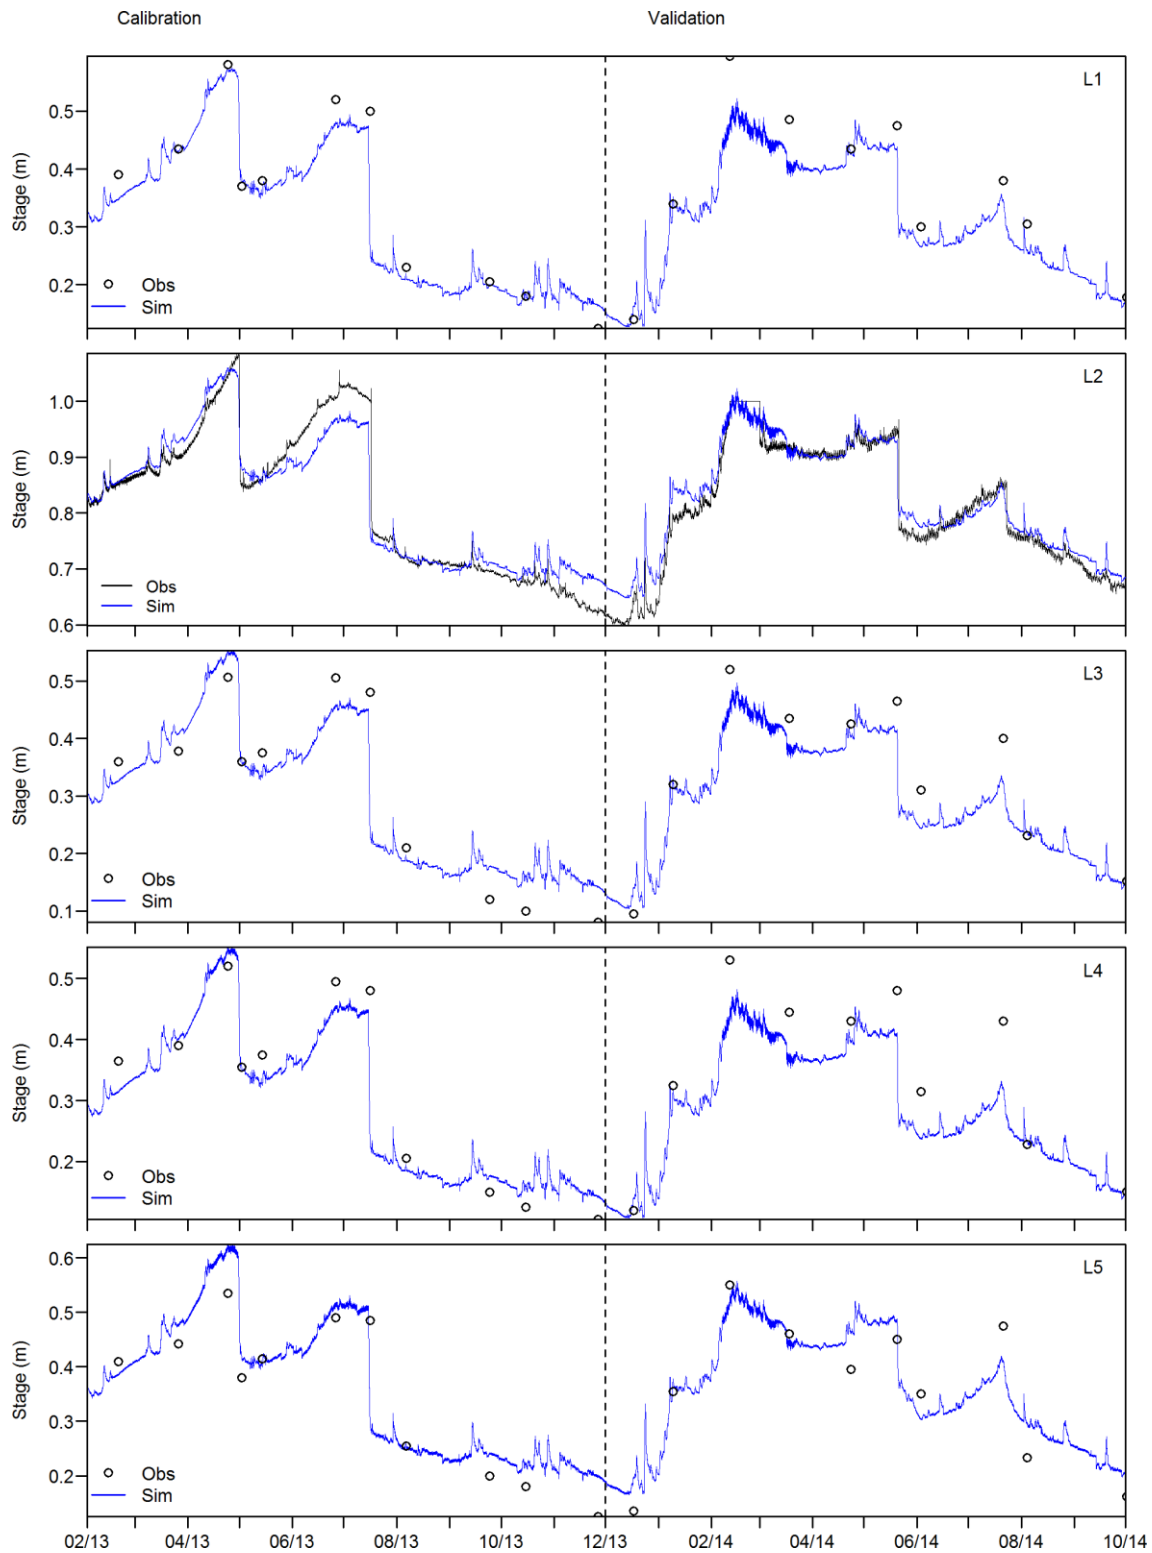 Calibration Validation
L1
Stage (m)
0.5
0.4
0.3
0.2
Obs
Sim
L2
Stage (m)
1.0
0.9
0.8
0.7
0.6
Obs
Sim
L3
Stage (m)
0.5
0.4
0.3
0.2
0.1
Obs
Sim
L4
Stage (m)
0.5
0.4
0.3
0.2
Obs
Sim
L5
Stage (m)
0.6
0.5
0.4
0.3
0.2
Obs
Sim
02/13 04/13 06/13 08/13 10/13 12/13 02/14 04/14 06/14 08/14 10/14